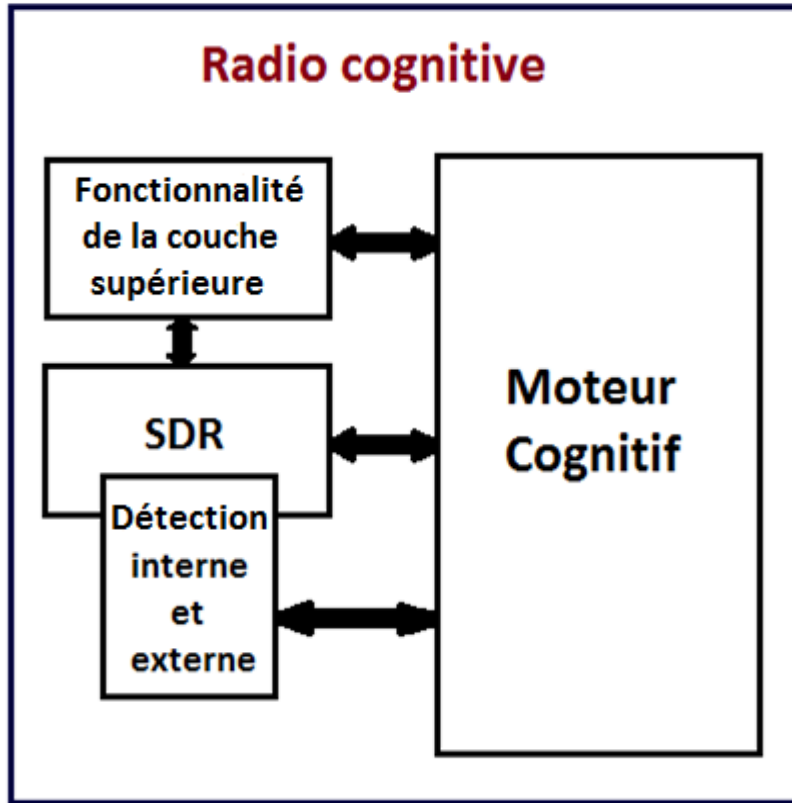 Radio cognitive
Fonctionnalité
de la couche
supérieure
SDR
Détection
interne
et
externe
Moteur
Cognitif